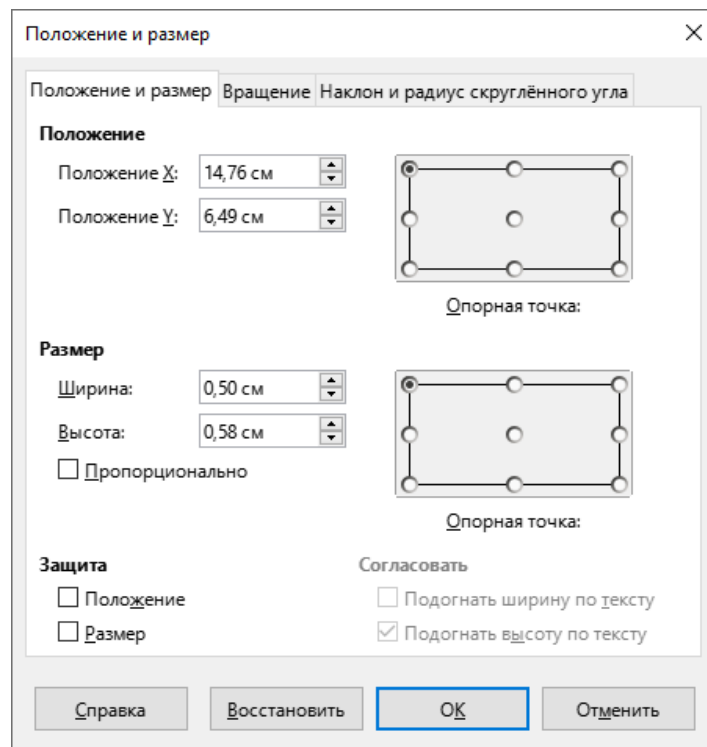 Положение и размер
Положение и размер Вращение Наклон и радиус скруглённого угла
Положение
Положение X: 14,76 см
Положение Y: 6,49 см
Опорная точка:
Размер
Ширина: 0,50 см
Высота: 0,58 см
Пропорционально
Опорная точка:
Защита Согласовать
Положение Подогнать ширину по тексту
Размер Подогнать высоту по тексту
Справка Восстановить ОК Отменить